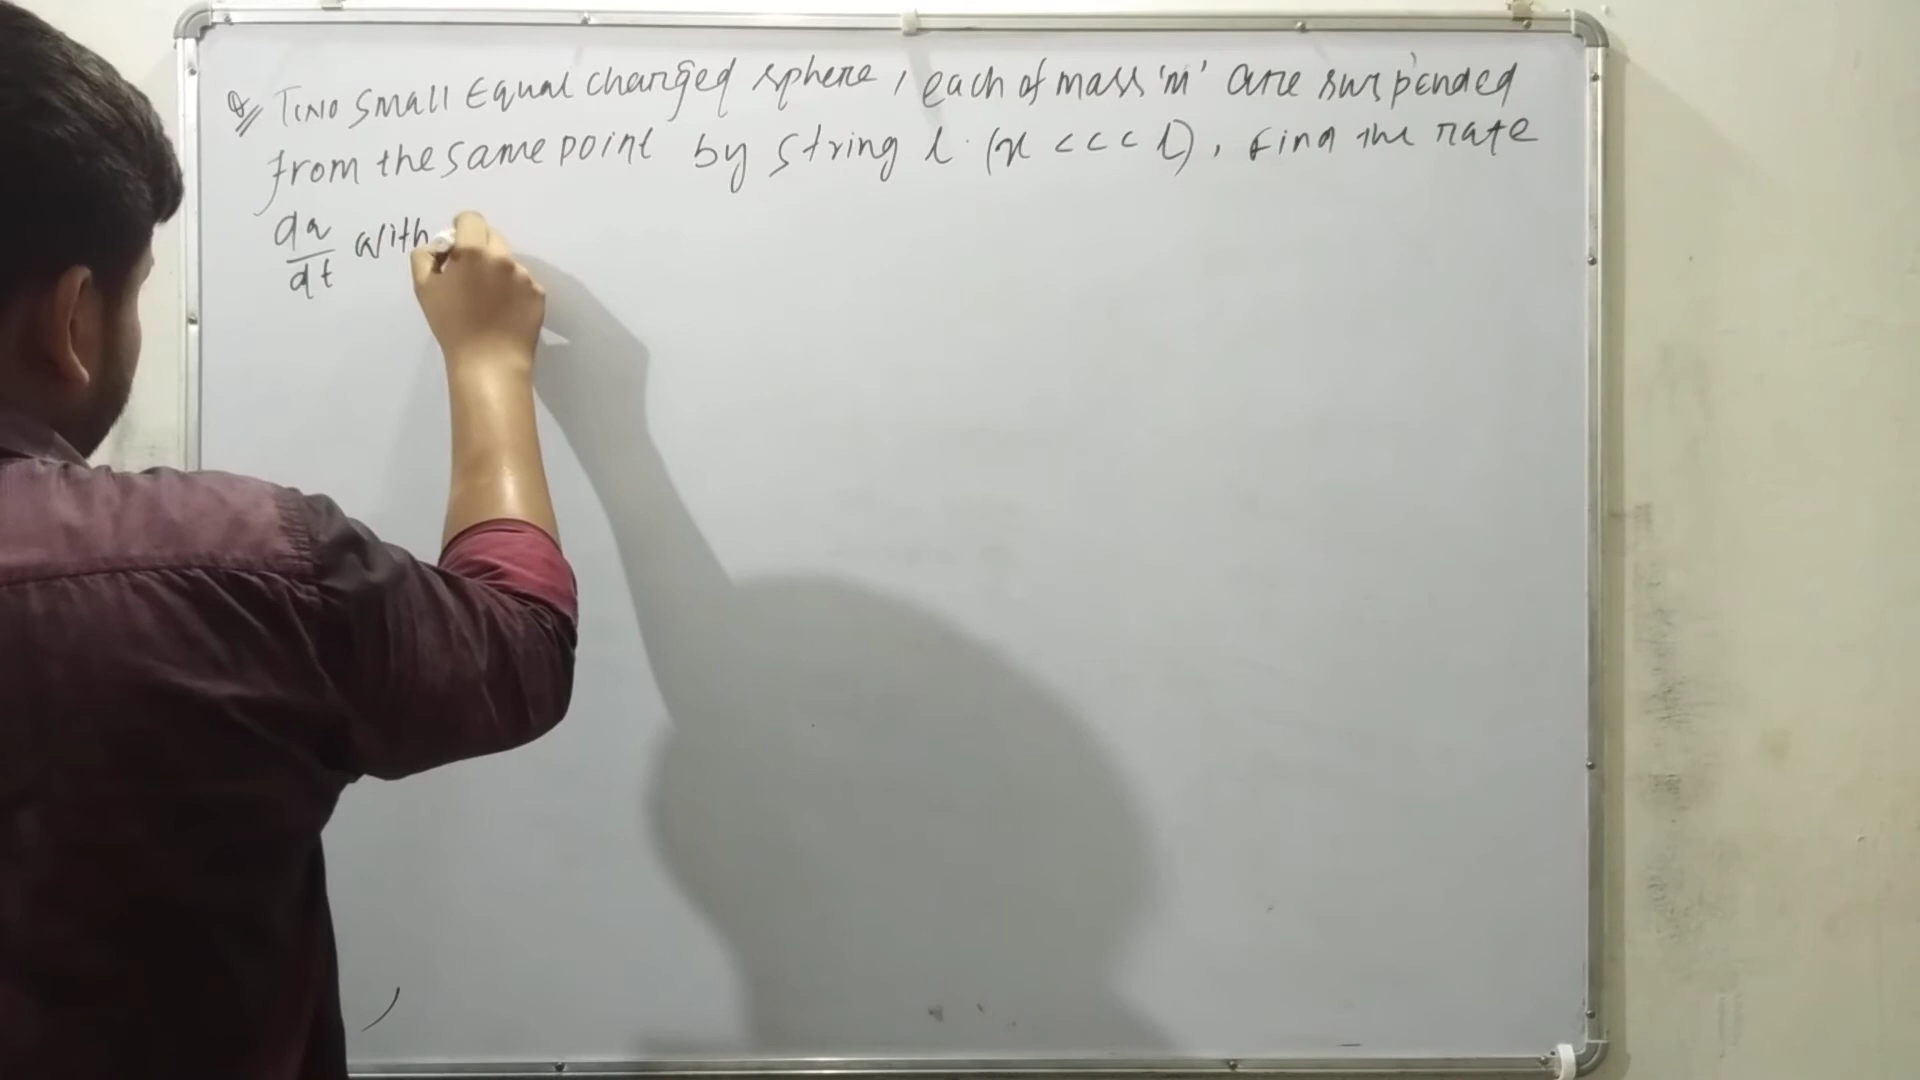 Q Two small Equal charged sphere, each of mass 'm' are suspended
from the same point by string l. (x <<< l), Find the rate
dq/dt with